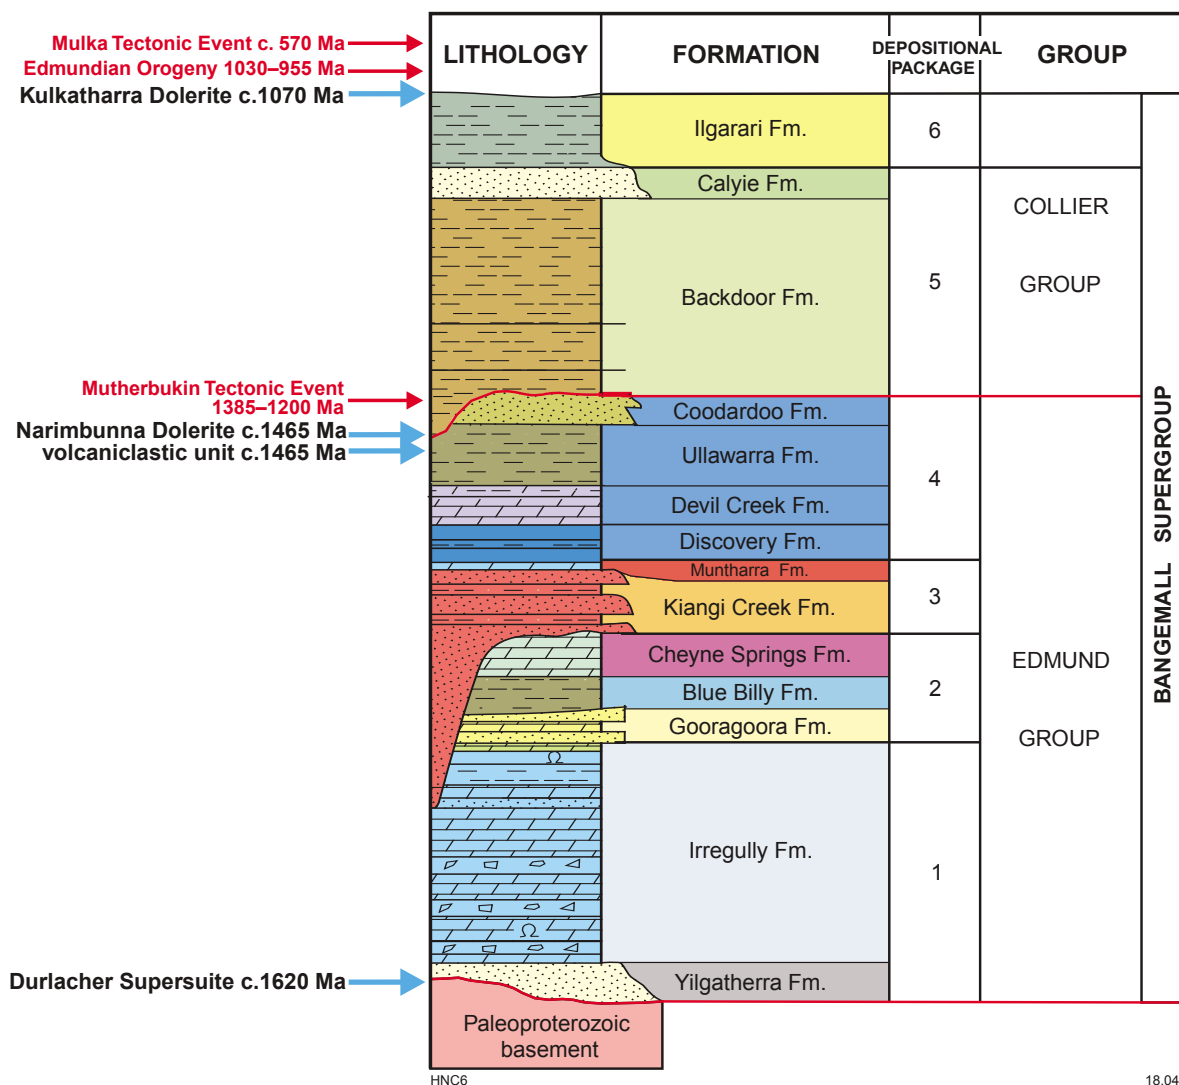 Mulka Tectonic Event c. 570 Ma
Edmundian Orogeny 1030–955 Ma
Kulkatharra Dolerite c.1070 Ma
LITHOLOGY
FORMATION
DEPOSITIONAL
PACKAGE
GROUP
Ilgarari Fm.
6
Calyie Fm.
COLLIER
GROUP
Backdoor Fm.
5
Mutherbukin Tectonic Event
1385–1200 Ma
Narimbunna Dolerite c.1465 Ma
volcaniclastic unit c.1465 Ma
Coodardoo Fm.
Ullawarra Fm.
4
Devil Creek Fm.
Discovery Fm.
Muntharra Fm.
Kiangi Creek Fm.
3
Cheyne Springs Fm.
Blue Billy Fm.
2
Gooragoora Fm.
EDMUND
GROUP
BANGEMALL SUPERGROUP
Ω
Irregully Fm.
1
Ω
Durlacher Supersuite c.1620 Ma
Yilgatherra Fm.
Paleoproterozoic
basement
HNC6
18.04